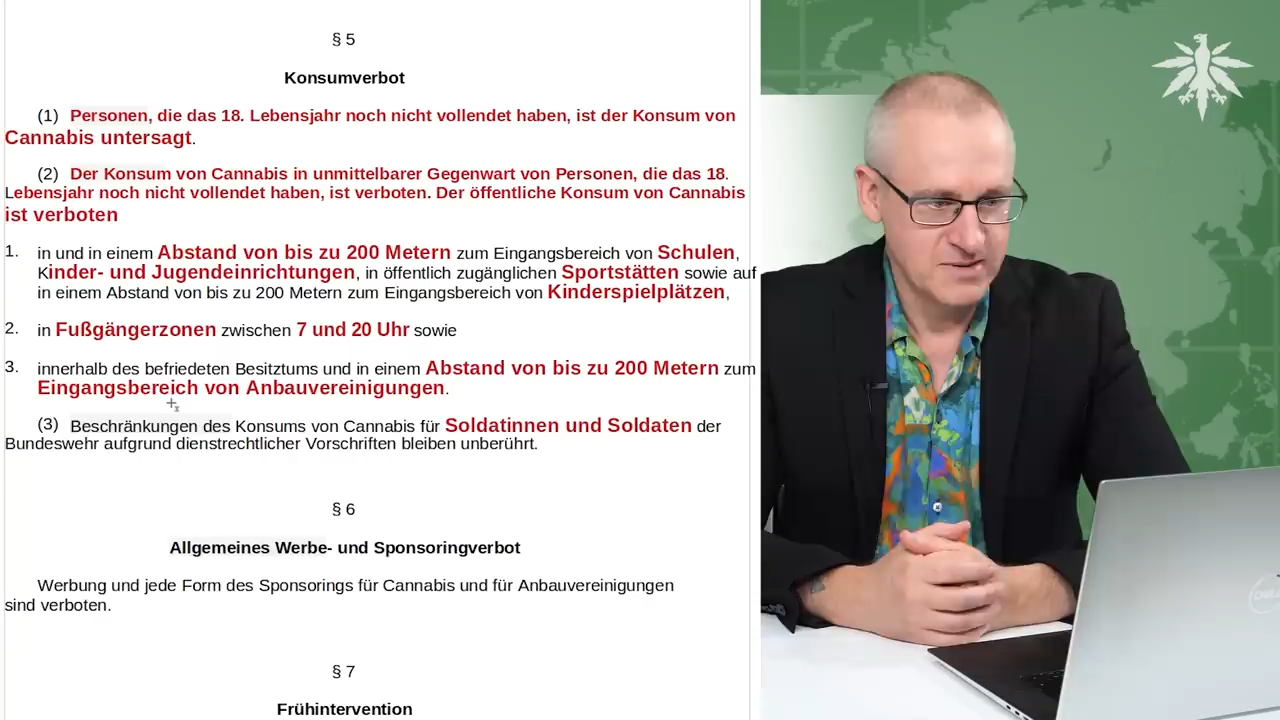 § 5
Konsumverbot
(1) Personen, die das 18. Lebensjahr noch nicht vollendet haben, ist der Konsum von
Cannabis untersagt.
(2) Der Konsum von Cannabis in unmittelbarer Gegenwart von Personen, die das 18.
Lebensjahr noch nicht vollendet haben, ist verboten. Der öffentliche Konsum von Cannabis
ist verboten
1. in und in einem Abstand von bis zu 200 Metern zum Eingangsbereich von Schulen,
Kinder- und Jugendeinrichtungen, in öffentlich zugänglichen Sportstätten sowie auf
in einem Abstand von bis zu 200 Metern zum Eingangsbereich von Kinderspielplätzen,
2. in Fußgängerzonen zwischen 7 und 20 Uhr sowie
3. innerhalb des befriedeten Besitztums und in einem Abstand von bis zu 200 Metern zum
Eingangsbereich von Anbauvereinigungen.
(3) Beschränkungen des Konsums von Cannabis für Soldatinnen und Soldaten der
Bundeswehr aufgrund dienstrechtlicher Vorschriften bleiben unberührt.
§ 6
Allgemeines Werbe- und Sponsoringverbot
Werbung und jede Form des Sponsorings für Cannabis und für Anbauvereinigungen
sind verboten.
§ 7
Frühintervention
DELL